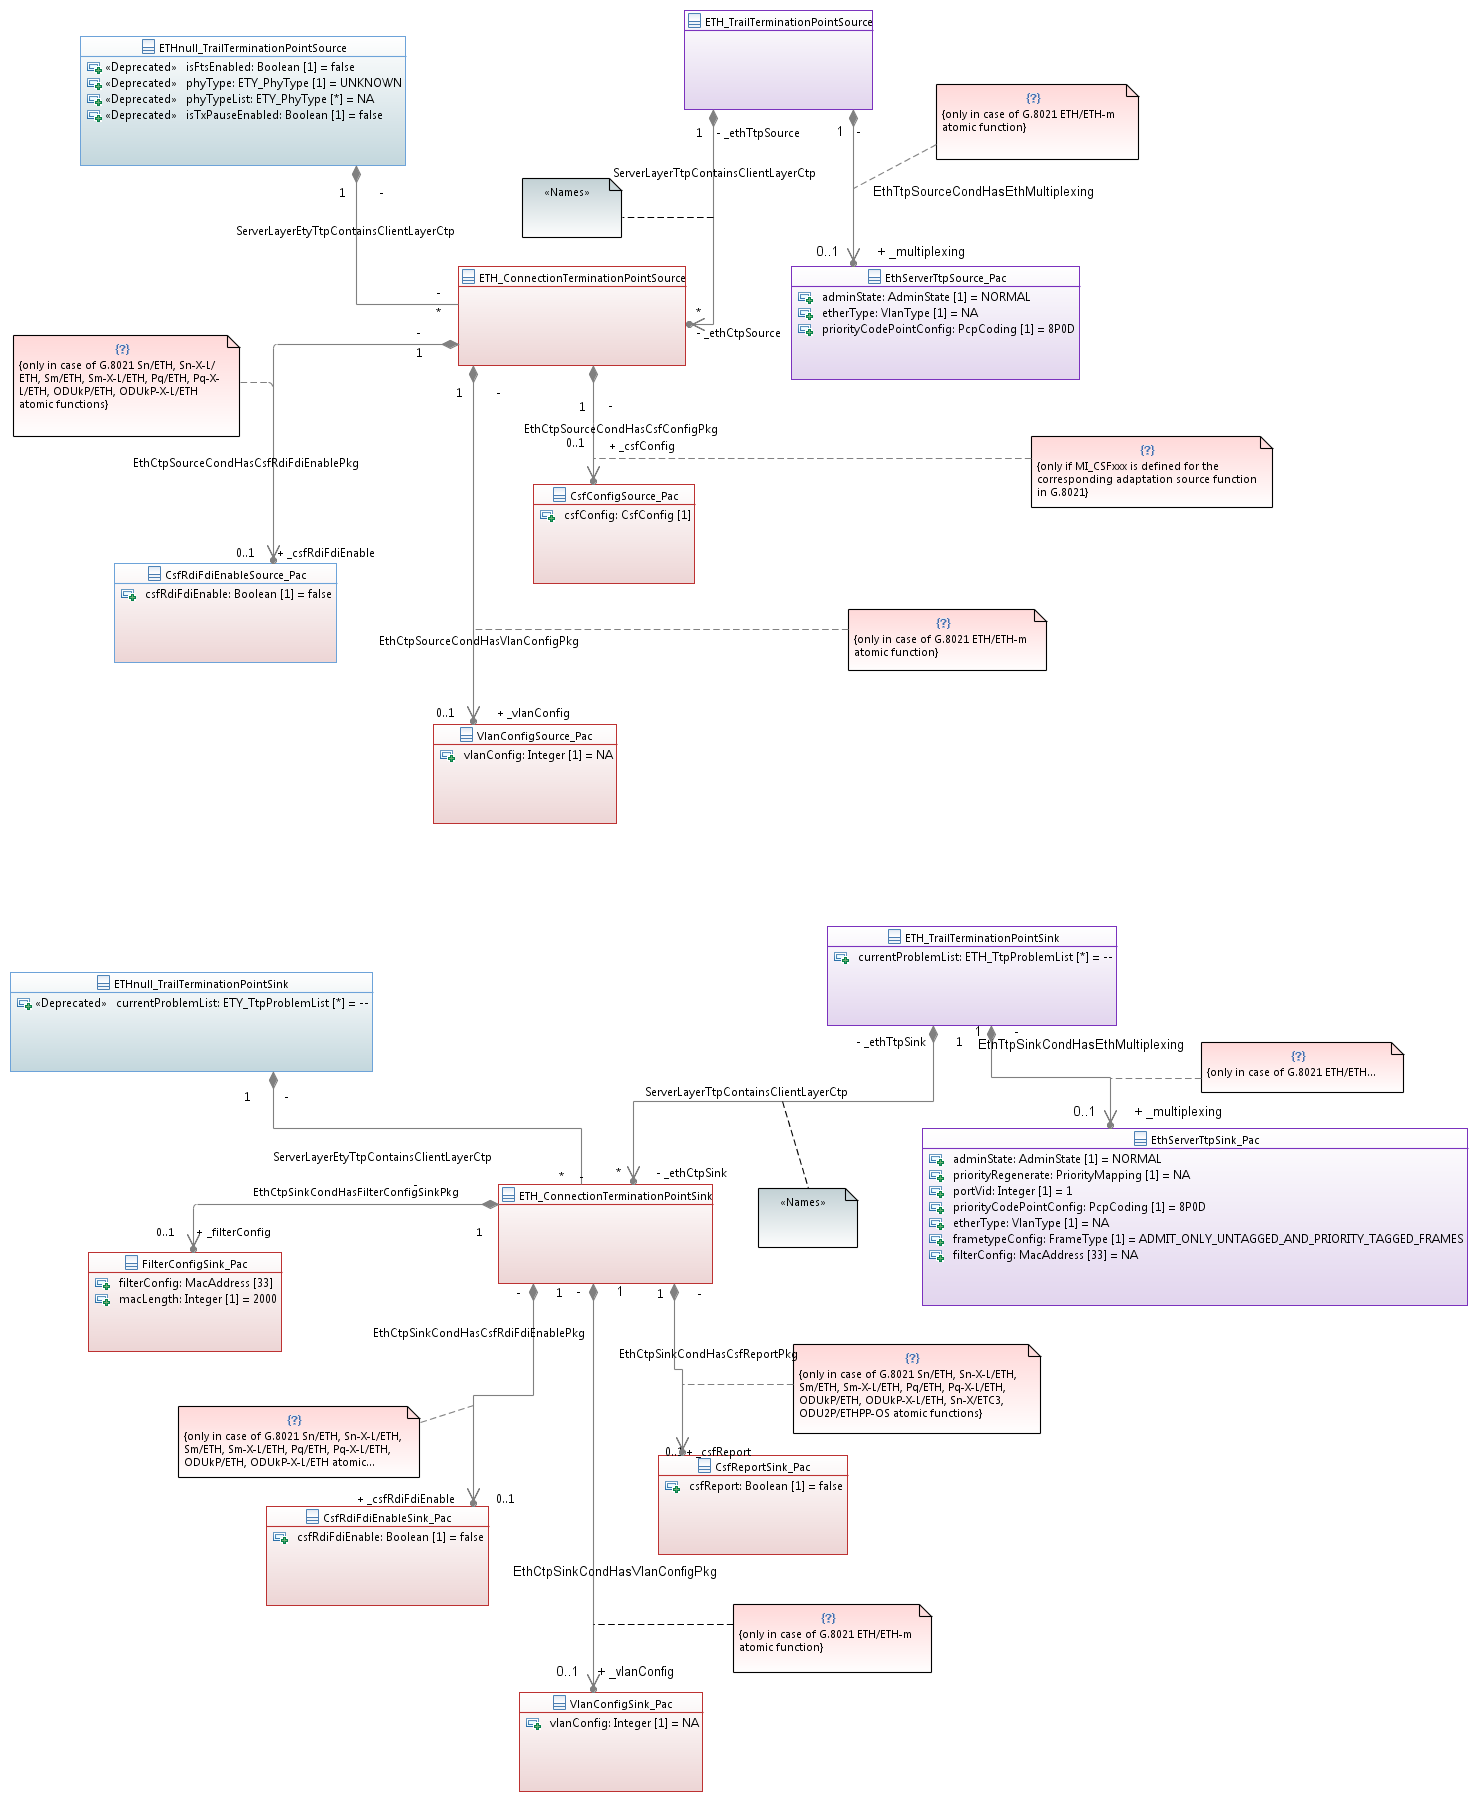 ETHnull_TrailTerminationPointSource
«Deprecated» isFtsEnabled: Boolean [1] = false
«Deprecated» phyType: ETY_PhyType [1] = UNKNOWN
«Deprecated» phyTypeList: ETY_PhyType [*] = NA
«Deprecated» isTxPauseEnabled: Boolean [1] = false
ETH_TrailTerminationPointSource
{?}
{only in case of G.8021 ETH/ETH-m
atomic function}
1
- _ethTtpSource
1
-
ServerLayerTtpContainsClientLayerCtp
«Names»
EthTtpSourceCondHasEthMultiplexing
1
-
ServerLayerEtyTtpContainsClientLayerCtp
0..1
+ _multiplexing
ETH_ConnectionTerminationPointSource
EthServerTtpSource_Pac
adminState: AdminState [1] = NORMAL
etherType: VlanType [1] = NA
priorityCodePointConfig: PcpCoding [1] = 8P0D
-
*
*
- _ethCtpSource
-
1
{?}
{only in case of G.8021 Sn/ETH, Sn-X-L/
ETH, Sm/ETH, Sm-X-L/ETH, Pq/ETH, Pq-X-
L/ETH, ODUkP/ETH, ODUkP-X-L/ETH
atomic functions}
1
-
1
-
EthCtpSourceCondHasCsfConfigPkg
0..1
+ _csfConfig
{?}
{only if MI_CSFxxx is defined for the
corresponding adaptation source function
in G.8021}
EthCtpSourceCondHasCsfRdiFdiEnablePkg
CsfConfigSource_Pac
csfConfig: CsfConfig [1]
0..1
+ _csfRdiFdiEnable
CsfRdiFdiEnableSource_Pac
csfRdiFdiEnable: Boolean [1] = false
{?}
{only in case of G.8021 ETH/ETH-m
atomic function}
EthCtpSourceCondHasVlanConfigPkg
0..1
+ _vlanConfig
VlanConfigSource_Pac
vlanConfig: Integer [1] = NA
ETH_TrailTerminationPointSink
currentProblemList: ETH_TtpProblemList [*] = --
ETHnull_TrailTerminationPointSink
«Deprecated» currentProblemList: ETY_TtpProblemList [*] = --
- _ethTtpSink
1
1
-
EthTtpSinkCondHasEthMultiplexing
{?}
{only in case of G.8021 ETH/ETH...
1
-
ServerLayerTtpContainsClientLayerCtp
0..1
+ _multiplexing
EthServerTtpSink_Pac
adminState: AdminState [1] = NORMAL
priorityRegenerate: PriorityMapping [1] = NA
portVid: Integer [1] = 1
priorityCodePointConfig: PcpCoding [1] = 8P0D
etherType: VlanType [1] = NA
frametypeConfig: FrameType [1] = ADMIT_ONLY_UNTAGGED_AND_PRIORITY_TAGGED_FRAMES
filterConfig: MacAddress [33] = NA
ServerLayerEtyTtpContainsClientLayerCtp
*
-
*
- _ethCtpSink
«Names»
-
EthCtpSinkCondHasFilterConfigSinkPkg
ETH_ConnectionTerminationPointSink
0..1
+ _filterConfig
1
FilterConfigSink_Pac
filterConfig: MacAddress [33]
macLength: Integer [1] = 2000
-
1
-
1
1
-
EthCtpSinkCondHasCsfRdiFdiEnablePkg
EthCtpSinkCondHasCsfReportPkg
{?}
{only in case of G.8021 Sn/ETH, Sn-X-L/ETH,
Sm/ETH, Sm-X-L/ETH, Pq/ETH, Pq-X-L/ETH,
ODUkP/ETH, ODUkP-X-L/ETH, Sn-X/ETC3,
ODU2P/ETHPP-OS atomic functions}
{?}
{only in case of G.8021 Sn/ETH, Sn-X-L/ETH,
Sm/ETH, Sm-X-L/ETH, Pq/ETH, Pq-X-L/ETH,
ODUkP/ETH, ODUkP-X-L/ETH atomic...
0..1
+ _csfReport
CsfReportSink_Pac
csfReport: Boolean [1] = false
+ _csfRdiFdiEnable
0..1
CsfRdiFdiEnableSink_Pac
csfRdiFdiEnable: Boolean [1] = false
EthCtpSinkCondHasVlanConfigPkg
{?}
{only in case of G.8021 ETH/ETH-m
atomic function}
0..1
+ _vlanConfig
VlanConfigSink_Pac
vlanConfig: Integer [1] = NA